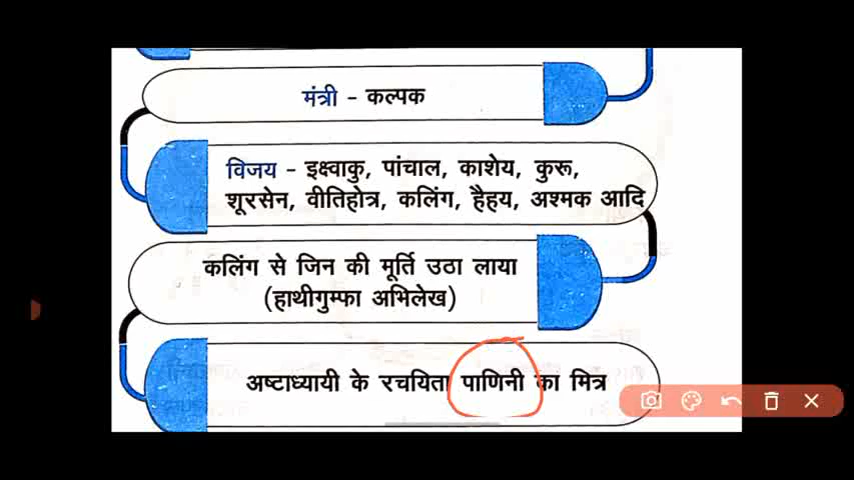 मंत्री - कल्पक
विजय - इक्ष्वाकु, पांचाल, काशेय, कुरू,
शूरसेन, वीतिहोत्र, कलिंग, हैहय, अश्मक आदि
कलिंग से जिन की मूर्ति उठा लाया
(हाथीगुम्फा अभिलेख)
अष्टाध्यायी के रचयिता पाणिनी का मित्र